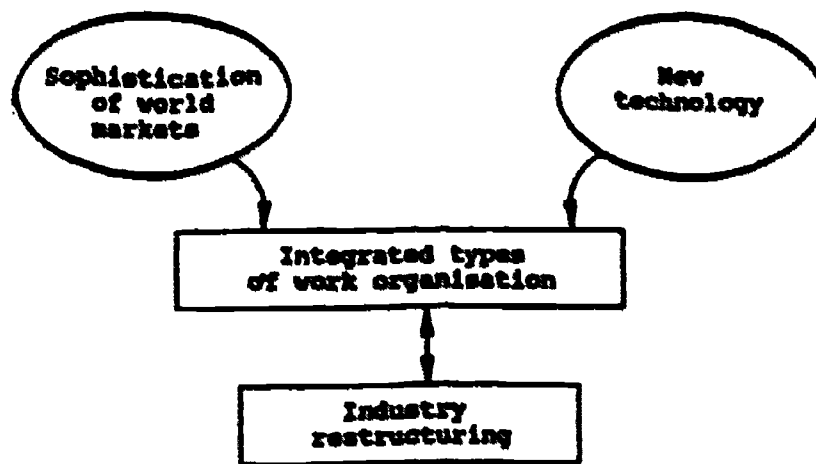 Sophistication
of world
markets
New
technology
Integrated types
of work organisation
Industry
restructuring